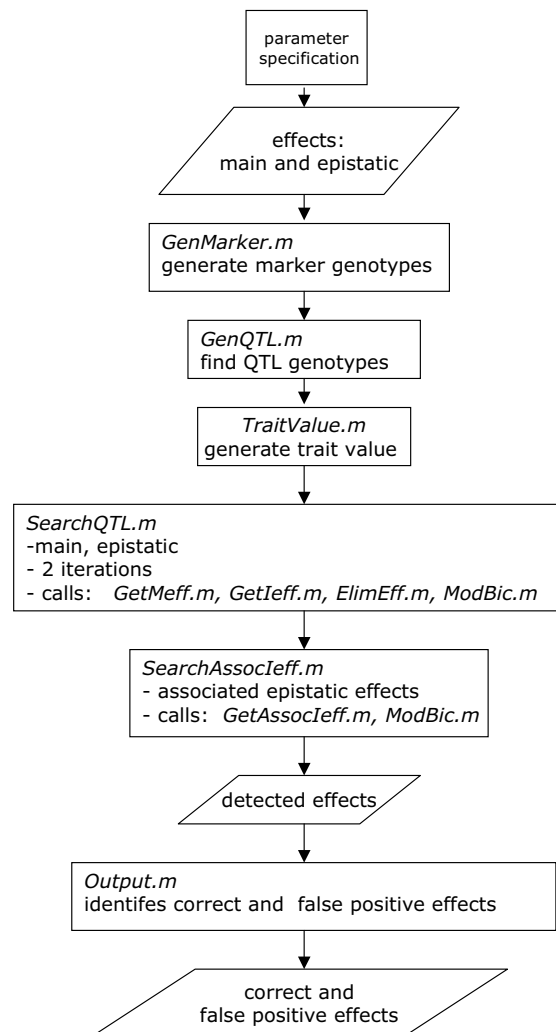 parameter
specification
effects:
main and epistatic
GenMarker.m
generate marker genotypes
GenQTL.m
find QTL genotypes
TraitValue.m
generate trait value
SearchQTL.m
-main, epistatic
- 2 iterations
- calls: GetMeff.m, GetIeff.m, ElimEff.m, ModBic.m
SearchAssocIeff.m
- associated epistatic effects
- calls: GetAssocIeff.m, ModBic.m
detected effects
Output.m
identifes correct and false positive effects
correct and
false positive effects